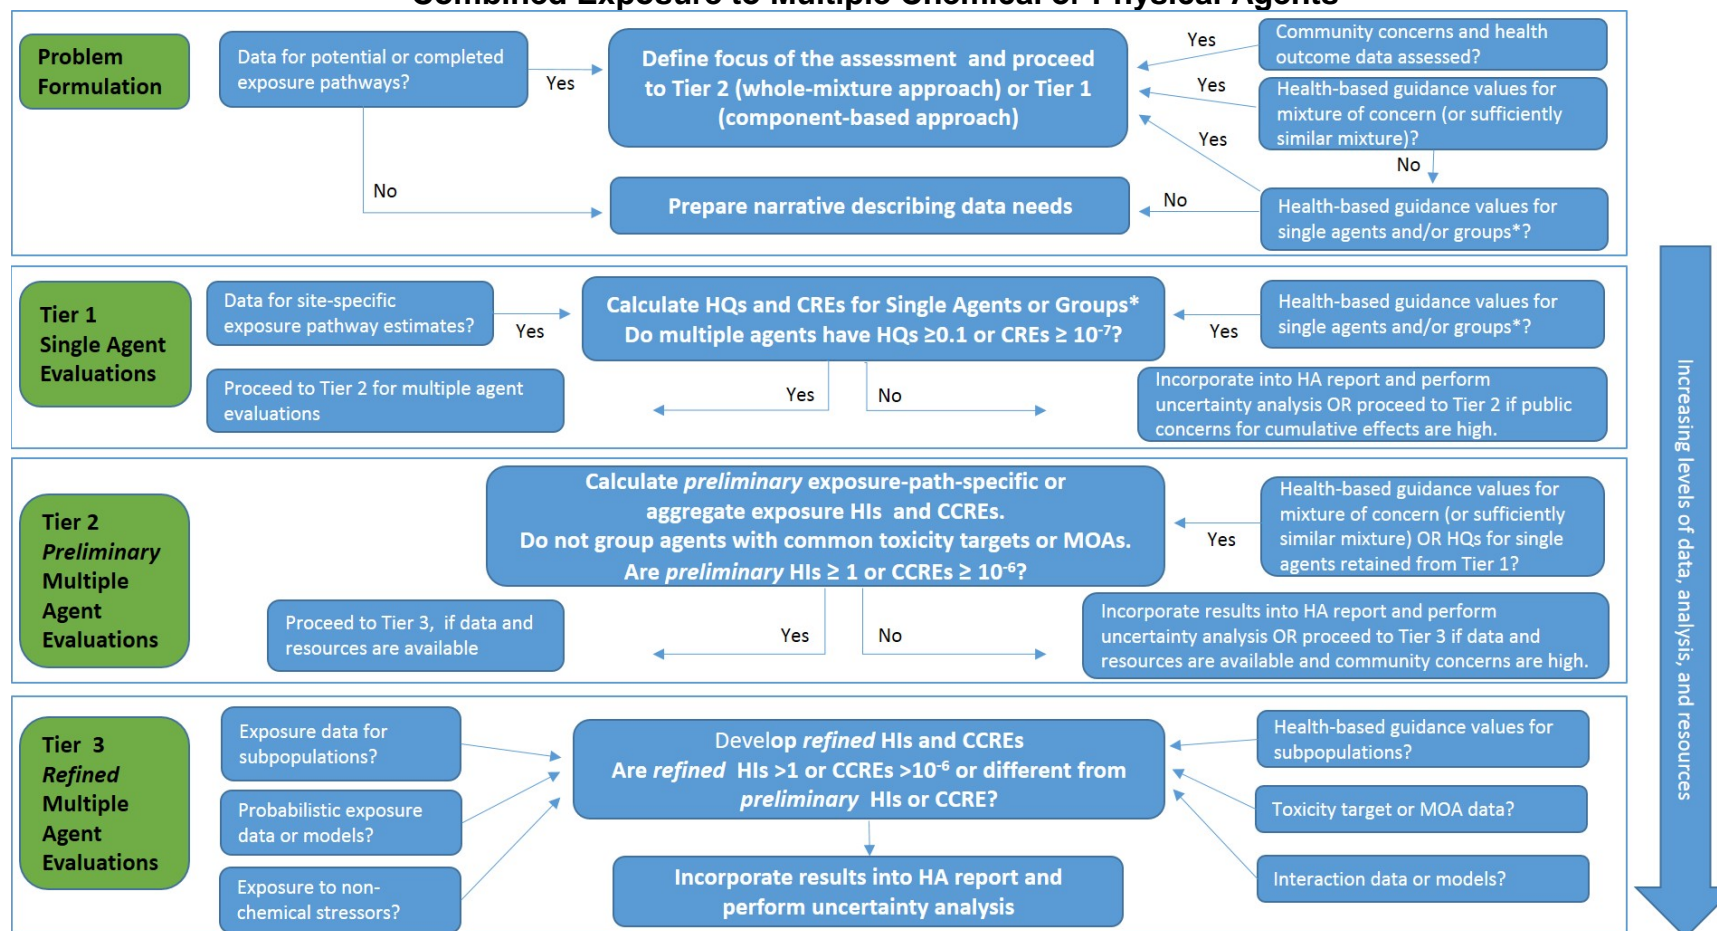 Combined Exposure to Multiple Chemical or Physical Agents
Problem
Formulation
Data for potential or completed
exposure pathways?
Yes
No
Define focus of the assessment and proceed
to Tier 2 (whole-mixture approach) or Tier 1
(component-based approach)
Prepare narrative describing data needs
Yes
Community concerns and health
outcome data assessed?
Yes
Health-based guidance values for
mixture of concern (or sufficiently
similar mixture)?
Yes
No
No
Health-based guidance values for
single agents and/or groups*?
Tier 1
Single Agent
Evaluations
Data for site-specific
exposure pathway estimates?
Yes
Calculate HQs and CREs for Single Agents or Groups*
Do multiple agents have HQs ≥0.1 or CREs ≥ 10-7?
Yes
Health-based guidance values for
single agents and/or groups*?
Proceed to Tier 2 for multiple agent
evaluations
Yes
No
Incorporate into HA report and perform
uncertainty analysis OR proceed to Tier 2 if public
concerns for cumulative effects are high.
Tier 2
Preliminary
Multiple
Agent
Evaluations
Calculate preliminary exposure-path-specific or
aggregate exposure HIs and CCREs.
Do not group agents with common toxicity targets or MOAs.
Are preliminary HIs ≥ 1 or CCREs ≥ 10-6?
Yes
Health-based guidance values for
mixture of concern (or sufficiently
similar mixture) OR HQs for single
agents retained from Tier 1?
Proceed to Tier 3, if data and
resources are available
Yes
No
Incorporate results into HA report and perform
uncertainty analysis OR proceed to Tier 3 if data and
resources are available and community concerns are high.
Tier 3
Refined
Multiple
Agent
Evaluations
Exposure data for
subpopulations?
Probabilistic exposure
data or models?
Exposure to non-
chemical stressors?
Develop refined HIs and CCREs
Are refined HIs >1 or CCREs >10-6 or different from
preliminary HIs or CCRE?
Incorporate results into HA report and
perform uncertainty analysis
Health-based guidance values for
subpopulations?
Toxicity target or MOA data?
Interaction data or models?
Increasing levels of data, analysis, and resources